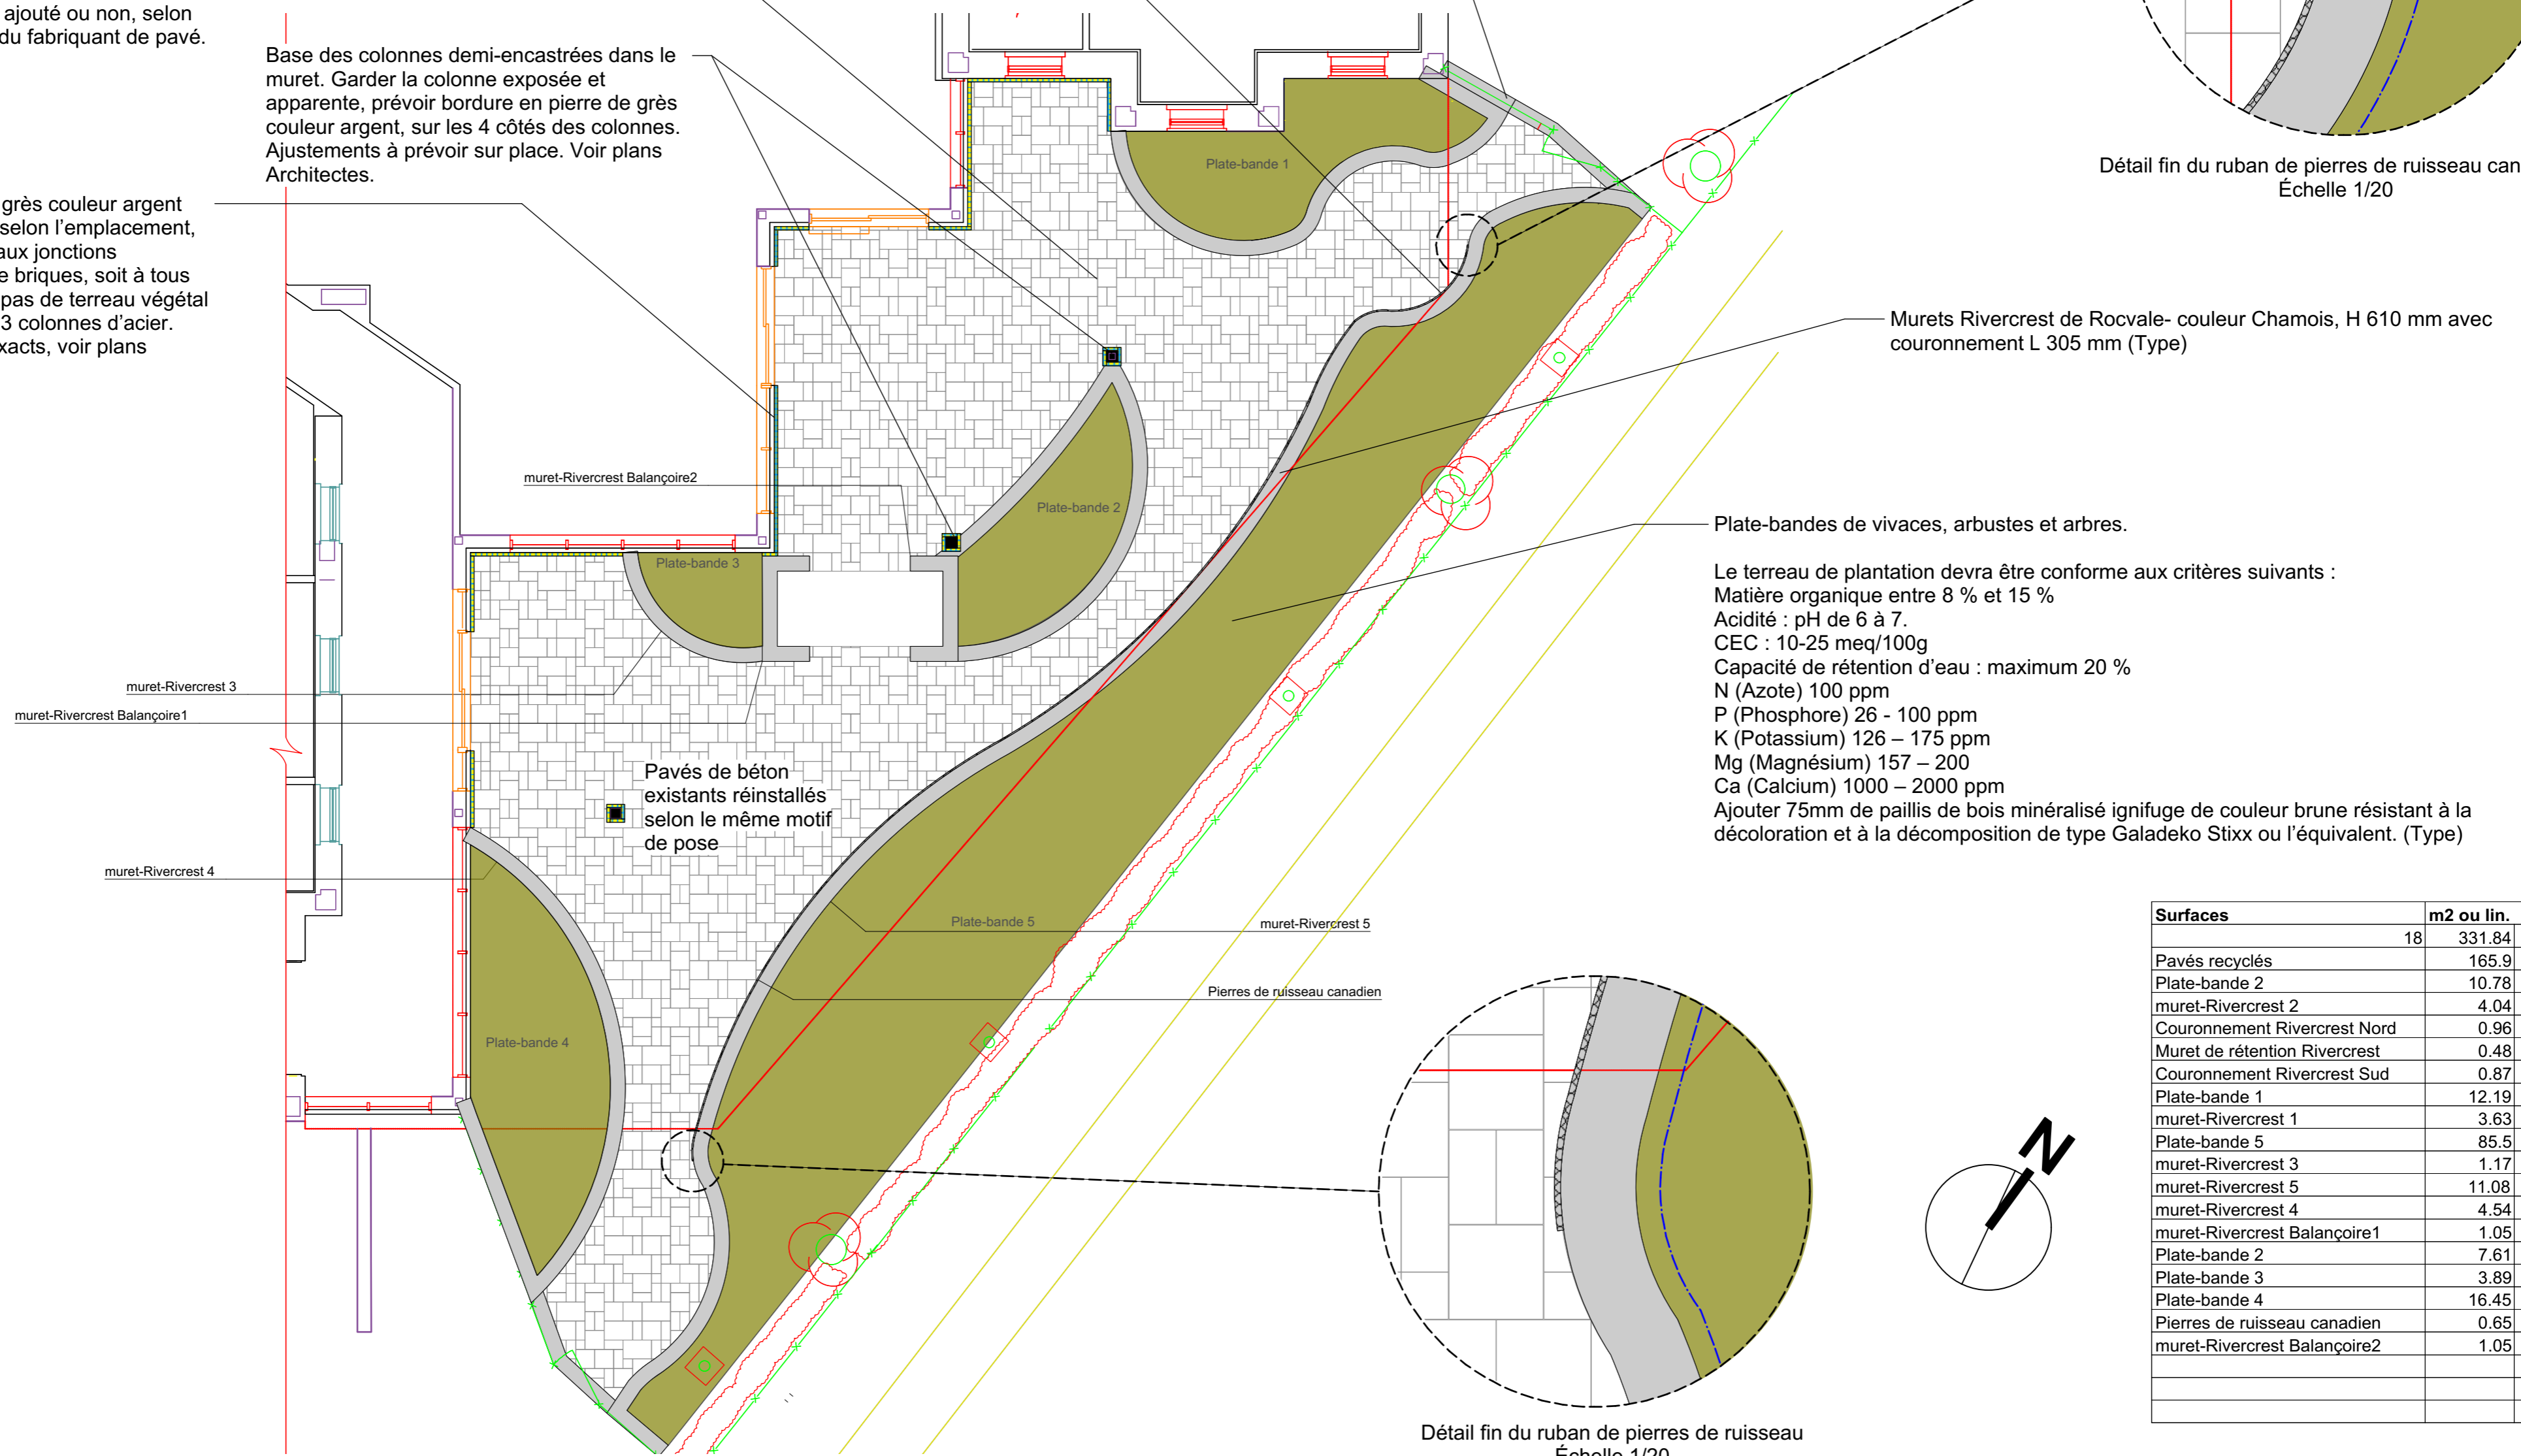 ajouté ou non, selon
du fabriquant de pavé.
Base des colonnes demi-encastrées dans le
muret. Garder la colonne exposée et
apparente, prévoir bordure en pierre de grès
couleur argent, sur les 4 côtés des colonnes.
Ajustements à prévoir sur place. Voir plans
Architectes.
grès couleur argent
selon l'emplacement,
aux jonctions
e briques, soit à tous
pas de terreau végétal
3 colonnes d'acier.
xacts, voir plans
Plate-bande 1
Détail fin du ruban de pierres de ruisseau can
Échelle 1/20
Murets Rivercrest de Rocvale- couleur Chamois, H 610 mm avec
couronnement L 305 mm (Type)
muret-Rivercrest Balançoire2
Plate-bande 2
Plate-bande 3
Plate-bandes de vivaces, arbustes et arbres.
Le terreau de plantation devra être conforme aux critères suivants :
Matière organique entre 8 % et 15 %
Acidité : pH de 6 à 7.
CEC : 10-25 meq/100g
Capacité de rétention d'eau : maximum 20 %
N (Azote) 100 ppm
P (Phosphore) 26 - 100 ppm
K (Potassium) 126 – 175 ppm
Mg (Magnésium) 157 – 200
Ca (Calcium) 1000 – 2000 ppm
Ajouter 75mm de paillis de bois minéralisé ignifuge de couleur brune résistant à la
décoloration et à la décomposition de type Galadeko Stixx ou l'équivalent. (Type)
muret-Rivercrest 3
muret-Rivercrest Balançoire1
Pavés de béton
existants réinstallés
selon le même motif
de pose
muret-Rivercrest 4
Plate-bande 5
muret-Rivercrest 5
Pierres de ruisseau canadien
Plate-bande 4
Détail fin du ruban de pierres de ruisseau
Échelle 1/20
N
Surfaces m2 ou lin.
18 331.84
Pavés recyclés 165.9
Plate-bande 2 10.78
muret-Rivercrest 2 4.04
Couronnement Rivercrest Nord 0.96
Muret de rétention Rivercrest 0.48
Couronnement Rivercrest Sud 0.87
Plate-bande 1 12.19
muret-Rivercrest 1 3.63
Plate-bande 5 85.5
muret-Rivercrest 3 1.17
muret-Rivercrest 5 11.08
muret-Rivercrest 4 4.54
muret-Rivercrest Balançoire1 1.05
Plate-bande 2 7.61
Plate-bande 3 3.89
Plate-bande 4 16.45
Pierres de ruisseau canadien 0.65
muret-Rivercrest Balançoire2 1.05